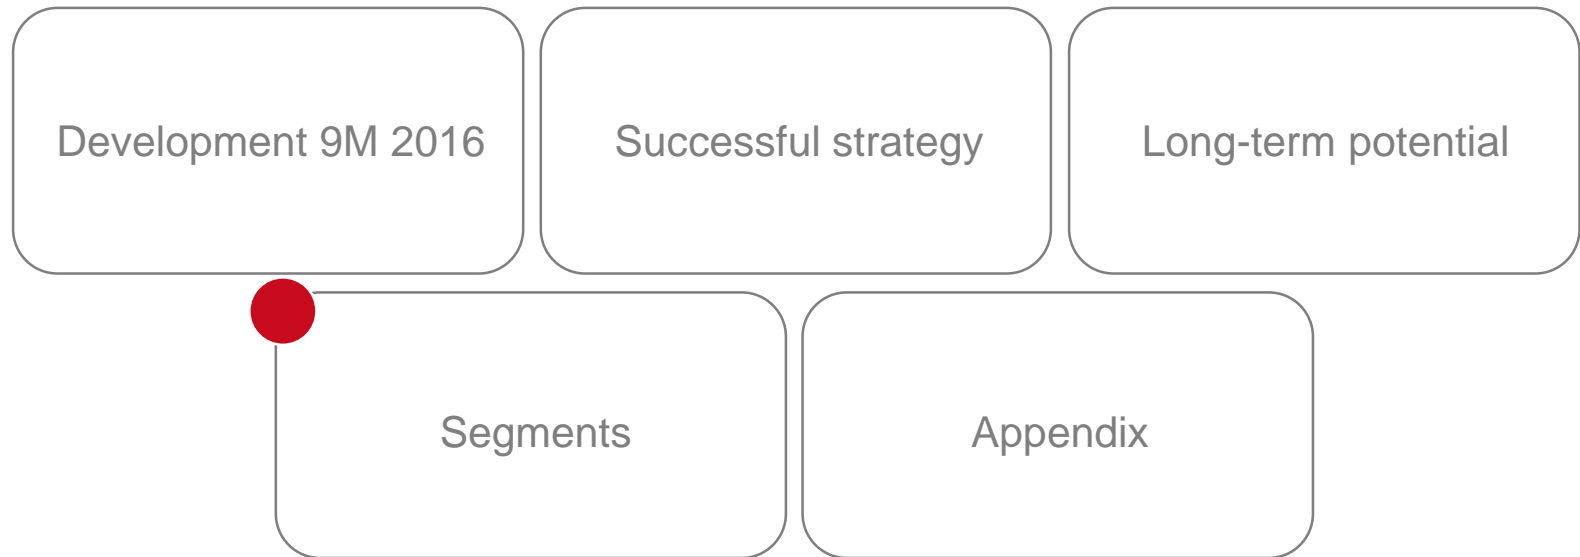 Development 9M 2016
Successful strategy
Long-term potential
Segments
Appendix